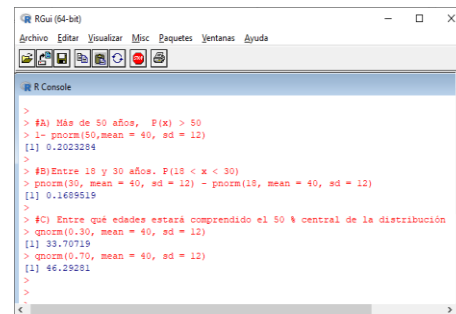 RGui (64-bit)
Archivo Editar Visualizar Misc Paquetes Ventanas Ayuda
STOP
R Console
>
> #A) Más de 50 años, P(x) > 50
> 1- pnorm(50,mean = 40, sd = 12)
[1] 0.2023284
>
> #B)Entre 18 y 30 años. P(18 < x < 30)
> pnorm(30, mean = 40, sd = 12) - pnorm(18, mean = 40, sd = 12)
[1] 0.1689519
>
> #C) Entre qué edades estará comprendido el 50 % central de la distribución
> qnorm(0.30, mean = 40, sd = 12)
[1] 33.70719
> qnorm(0.70, mean = 40, sd = 12)
[1] 46.29281
>
>
>